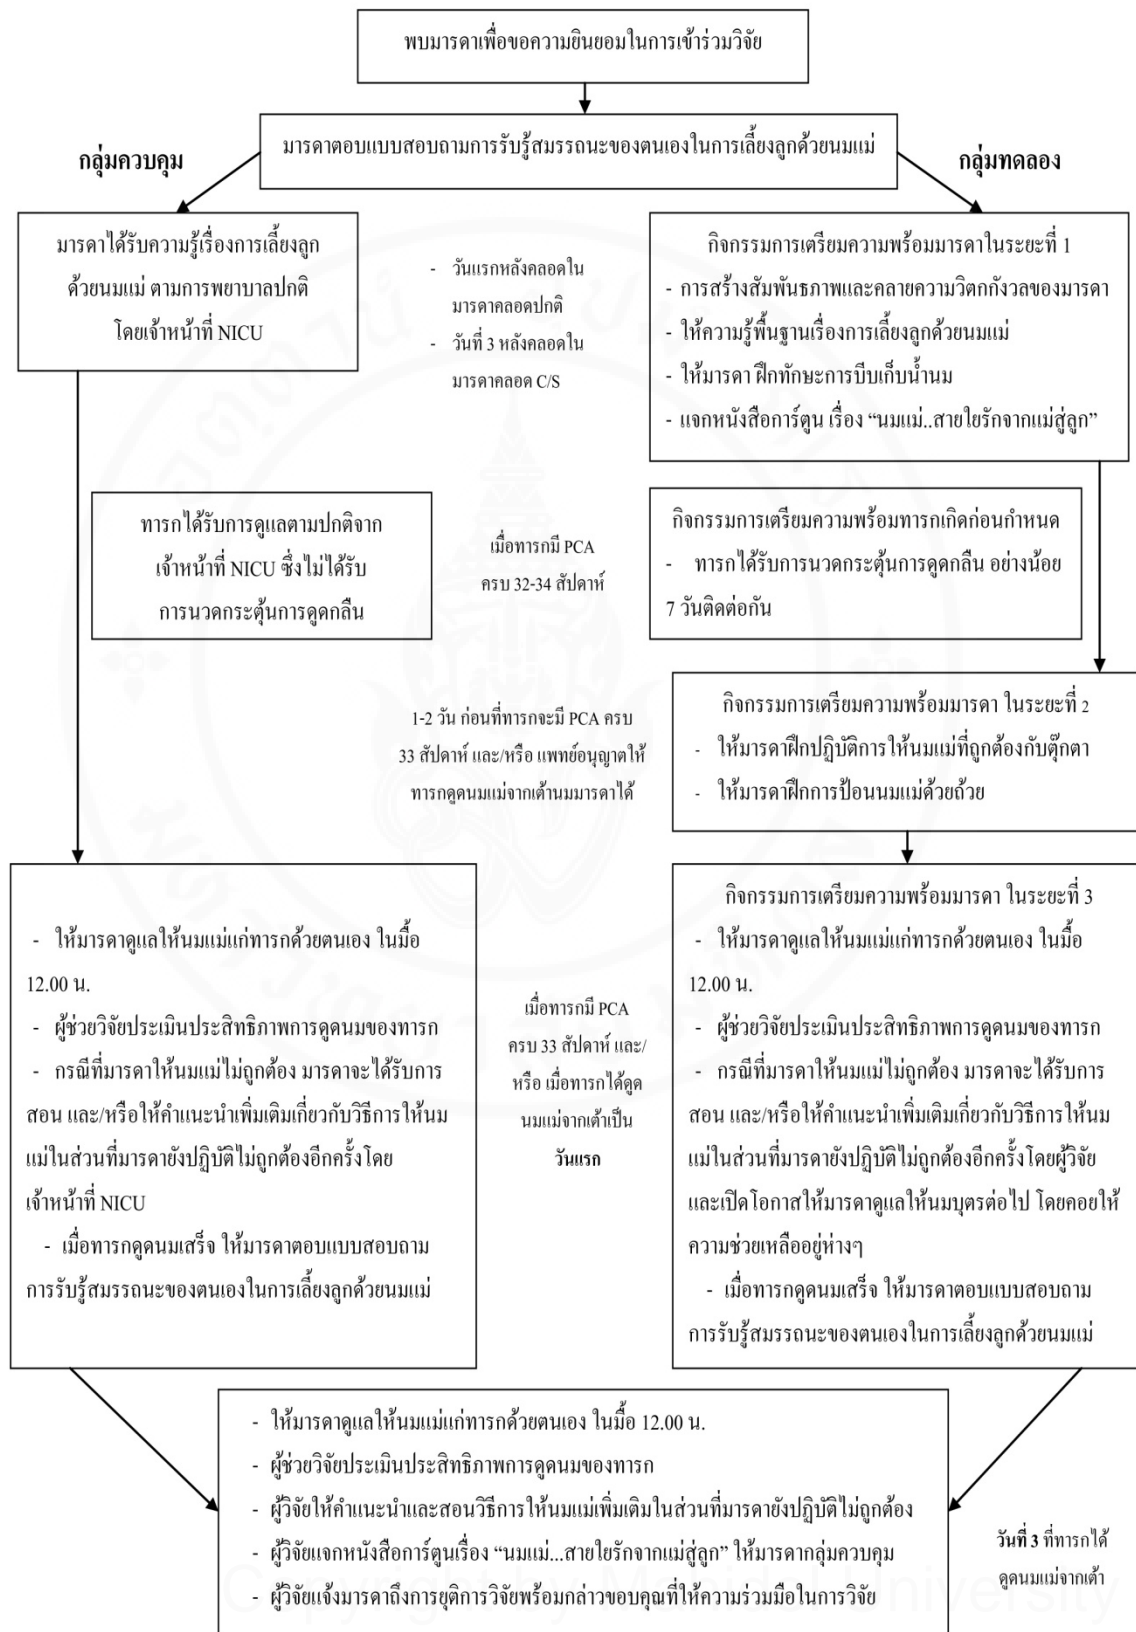 พบมารดาเพื่อขอความยินยอมในการเข้าร่วมวิจัย
มารดาตอบแบบสอบถามการรับรู้สมรรถนะของตนเองในการเลี้ยงลูกด้วยนมแม่
กลุ่มควบคุม
กลุ่มทดลอง
มารดาได้รับความรู้เรื่องการเลี้ยงลูก
ด้วยนมแม่ ตามการพยาบาลปกติ
โดยเจ้าหน้าที่ NICU
- วันแรกหลังคลอดใน
มารดาคลอดปกติ
- วันที่ 3 หลังคลอดใน
มารดาคลอด C/S
กิจกรรมการเตรียมความพร้อมมารดาในระยะที่ 1
- การสร้างสัมพันธภาพและคลายความวิตกกังวลของมารดา
- ให้ความรู้พื้นฐานเรื่องการเลี้ยงลูกด้วยนมแม่
- ให้มารดา ฝึกทักษะการบีบเก็บน้ำนม
- แจกหนังสือการ์ตูน เรื่อง “นมแม่..สายใยรักจากแม่สู่ลูก”
ทารกได้รับการดูแลตามปกติจาก
เจ้าหน้าที่ NICU ซึ่งไม่ได้รับ
การนวดกระตุ้นการดูดกลืน
เมื่อทารกมี PCA
ครบ 32-34 สัปดาห์
กิจกรรมการเตรียมความพร้อมทารกเกิดก่อนกำหนด
- ทารกได้รับการนวดกระตุ้นการดูดกลืน อย่างน้อย
7 วันติดต่อกัน
1-2 วัน ก่อนที่ทารกจะมี PCA ครบ
33 สัปดาห์ และ/หรือ แพทย์อนุญาตให้
ทารกดูดนมแม่จากเต้านมมารดาได้
กิจกรรมการเตรียมความพร้อมมารดา ในระยะที่ 2
- ให้มารดาฝึกปฏิบัติการให้นมแม่ที่ถูกต้องกับตุ๊กตา
- ให้มารดาฝึกการป้อนนมแม่ด้วยถ้วย
- ให้มารดาดูแลให้นมแม่แก่ทารกด้วยตนเอง ในมื้อ
12.00 น.
- ผู้ช่วยวิจัยประเมินประสิทธิภาพการดูดนมของทารก
- กรณีที่มารดาให้นมแม่ไม่ถูกต้อง มารดาจะได้รับการ
สอน และ/หรือให้คำแนะนำเพิ่มเติมเกี่ยวกับวิธีการให้นม
แม่ในส่วนที่มารดายังปฏิบัติไม่ถูกต้องอีกครั้งโดย
เจ้าหน้าที่ NICU
- เมื่อทารกดูดนมเสร็จ ให้มารดาตอบแบบสอบถาม
การรับรู้สมรรถนะของตนเองในการเลี้ยงลูกด้วยนมแม่
เมื่อทารกมี PCA
ครบ 33 สัปดาห์ และ/
หรือ เมื่อทารกได้ดูด
นมแม่จากเต้าเป็น
วันแรก
กิจกรรมการเตรียมความพร้อมมารดา ในระยะที่ 3
- ให้มารดาดูแลให้นมแม่แก่ทารกด้วยตนเอง ในมื้อ
12.00 น.
- ผู้ช่วยวิจัยประเมินประสิทธิภาพการดูดนมของทารก
- กรณีที่มารดาให้นมแม่ไม่ถูกต้อง มารดาจะได้รับการ
สอน และ/หรือให้คำแนะนำเพิ่มเติมเกี่ยวกับวิธีการให้นม
แม่ในส่วนที่มารดายังปฏิบัติไม่ถูกต้องอีกครั้งโดยผู้วิจัย
และเปิดโอกาสให้มารดาดูแลให้นมบุตรต่อไป โดยคอยให้
ความช่วยเหลืออยู่ห่างๆ
- เมื่อทารกดูดนมเสร็จ ให้มารดาตอบแบบสอบถาม
การรับรู้สมรรถนะของตนเองในการเลี้ยงลูกด้วยนมแม่
- ให้มารดาดูแลให้นมแม่แก่ทารกด้วยตนเอง ในมื้อ 12.00 น.
- ผู้ช่วยวิจัยประเมินประสิทธิภาพการดูดนมของทารก
- ผู้วิจัยให้คำแนะนำและสอนวิธีการให้นมแม่เพิ่มเติมในส่วนที่มารดายังปฏิบัติไม่ถูกต้อง
- ผู้วิจัยแจกหนังสือการ์ตูนเรื่อง “นมแม่...สายใยรักจากแม่สู่ลูก” ให้มารดากลุ่มควบคุม
- ผู้วิจัยแจ้งมารดาถึงการยุติการวิจัยพร้อมกล่าวขอบคุณที่ให้ความร่วมมือในการวิจัย
วันที่ 3 ที่ทารกได้
ดูดนมแม่จากเต้า
Copyright by Mahidol University